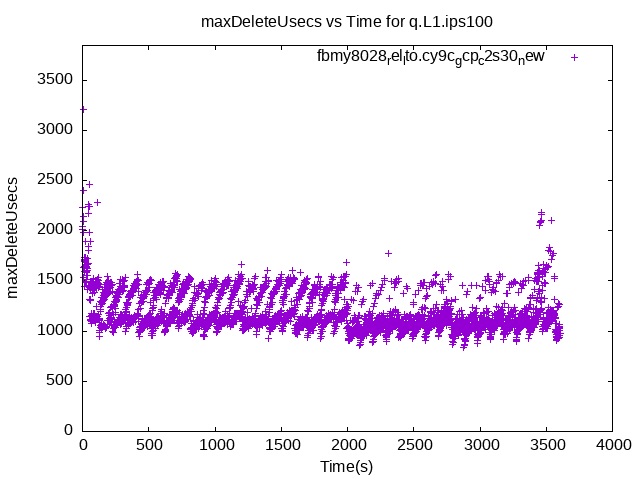 maxDeleteUsecs vs Time for q.L1.ips100
fbmy8028relito.cy9cgcpc2s30new
maxDeleteUsecs
3500
3000
2500
2000
1500
1000
500
0
0 500 1000 1500 2000 2500 3000 3500 4000
Time(s)